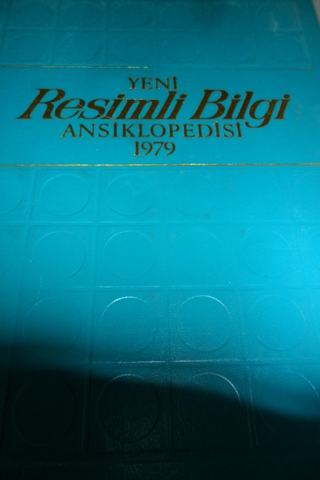 YENİ
Resimli Bilgi
ANSİKLOPEDİSİ
1979